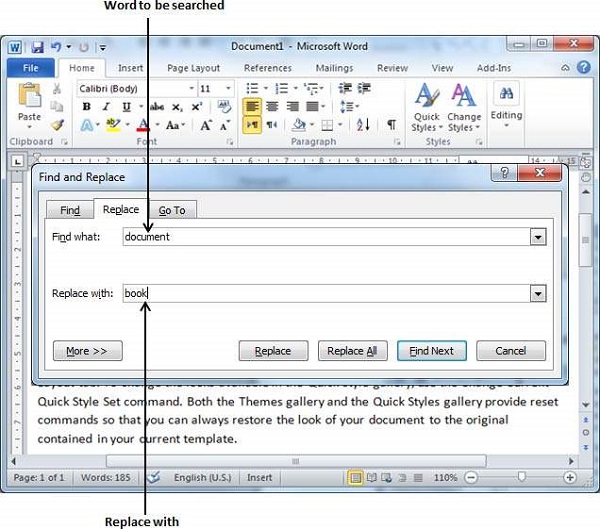 Word to be searched
Document1 - Microsoft Word
File Home Insert Page Layout References Mailings Review View Add-Ins
Calibri (Body) 11
B I U abc x₂ x²
A ab A Aa A A
Paste
Quick Styles Change Styles Editing
Clipboard Font Paragraph Styles
Find and Replace
Find Replace Go To
Find what: document
Replace with: book
More >> Replace Replace All Find Next Cancel
Quick Style Set command. Both the Themes gallery and the Quick Styles gallery provide reset
commands so that you can always restore the look of your document to the original
contained in your current template.
Page: 1 of 1 Words: 185 English (U.S.) Insert 110%
Replace with